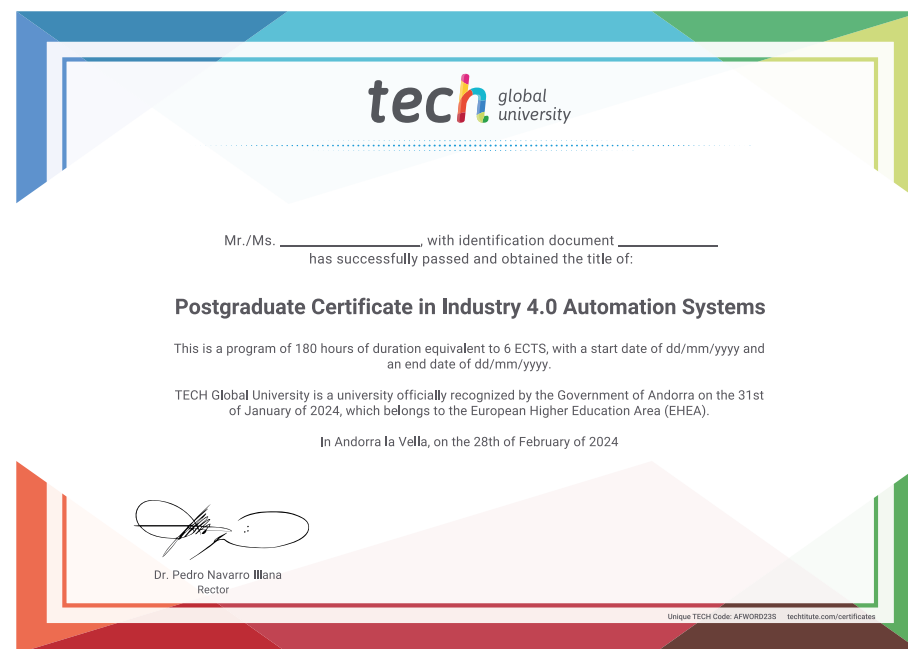 tech global university
Mr./Ms. ____________, with identification document ____________
has successfully passed and obtained the title of:
Postgraduate Certificate in Industry 4.0 Automation Systems
This is a program of 180 hours of duration equivalent to 6 ECTS, with a start date of dd/mm/yyyy and
an end date of dd/mm/yyyy.
TECH Global University is a university officially recognized by the Government of Andorra on the 31st
of January of 2024, which belongs to the European Higher Education Area (EHEA).
In Andorra la Vella, on the 28th of February of 2024
Dr. Pedro Navarro Illana
Rector
Unique TECH Code: AFWORD23S techtitute.com/certificates